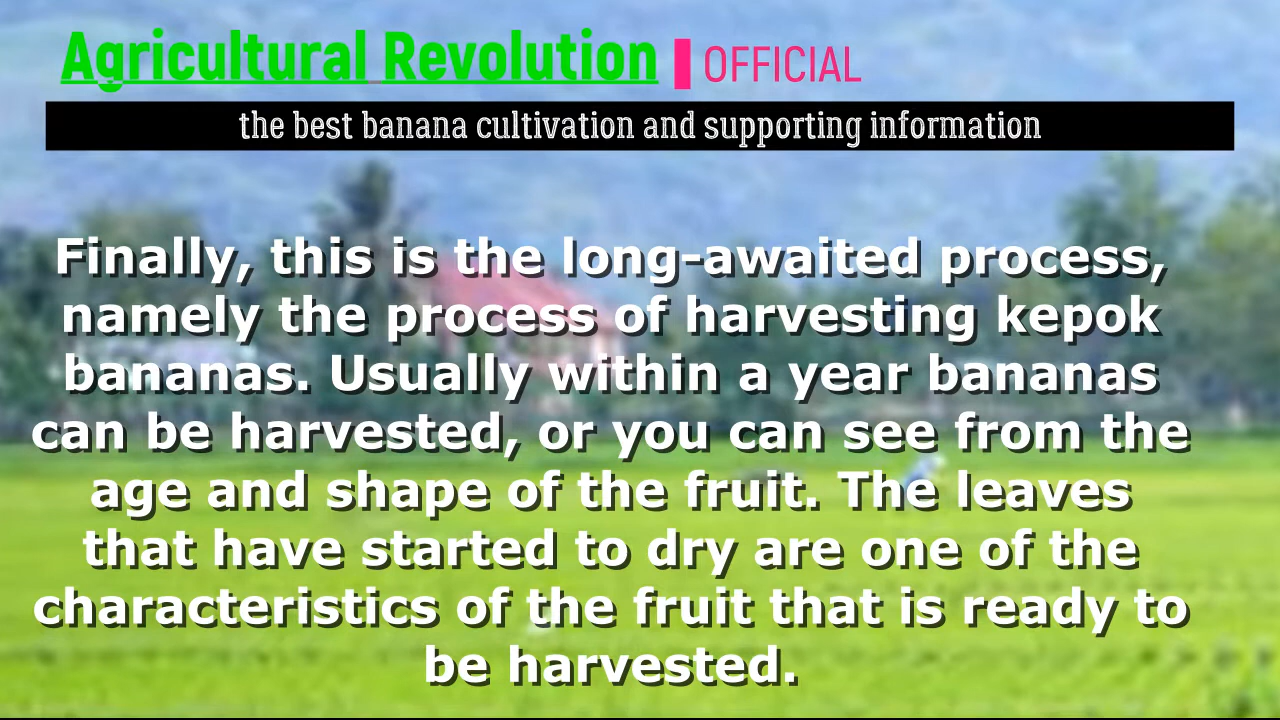 Agricultural Revolution OFFICIAL
the best banana cultivation and supporting information
Finally, this is the long-awaited process,
namely the process of harvesting kepok
bananas. Usually within a year bananas
can be harvested, or you can see from the
age and shape of the fruit. The leaves
that have started to dry are one of the
characteristics of the fruit that is ready to
be harvested.